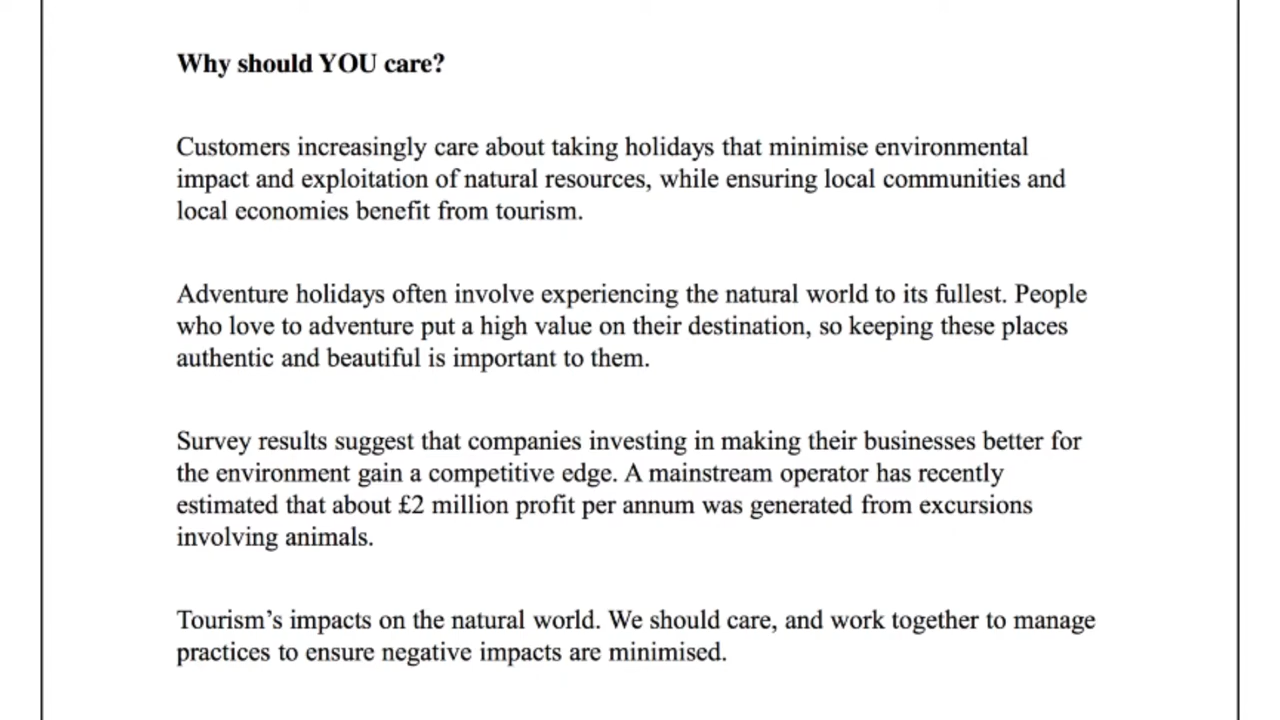 Why should YOU care?
Customers increasingly care about taking holidays that minimise environmental
impact and exploitation of natural resources, while ensuring local communities and
local economies benefit from tourism.
Adventure holidays often involve experiencing the natural world to its fullest. People
who love to adventure put a high value on their destination, so keeping these places
authentic and beautiful is important to them.
Survey results suggest that companies investing in making their businesses better for
the environment gain a competitive edge. A mainstream operator has recently
estimated that about £2 million profit per annum was generated from excursions
involving animals.
Tourism’s impacts on the natural world. We should care, and work together to manage
practices to ensure negative impacts are minimised.